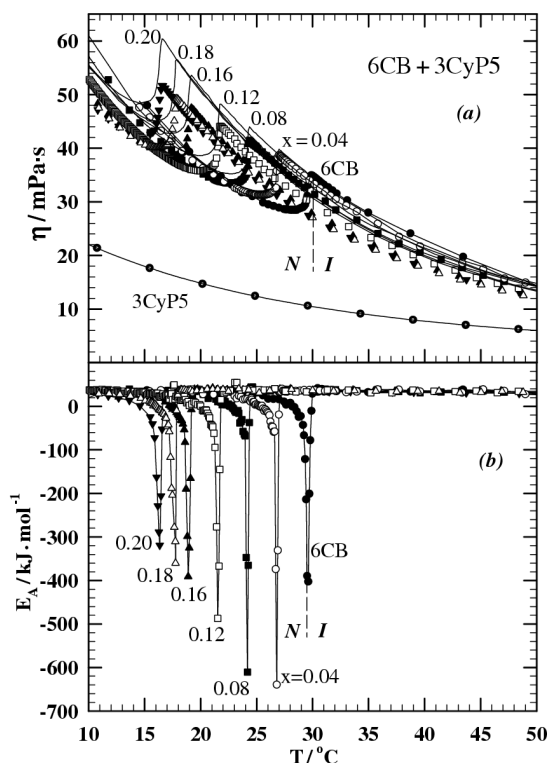 60
50
40
30
20
10
η / mPa·s
0.20
0.18
0.16
0.12
0.08
x = 0.04
6CB
6CB + 3CyP5
(a)
N I
3CyP5
0
-100
-200
-300
-400
-500
-600
-700
E_A / kJ·mol⁻¹
(b)
0.20
0.18
0.16
0.12
0.08
x=0.04
6CB
N I
10 15 20 25 30 35 40 45 50
T / °C